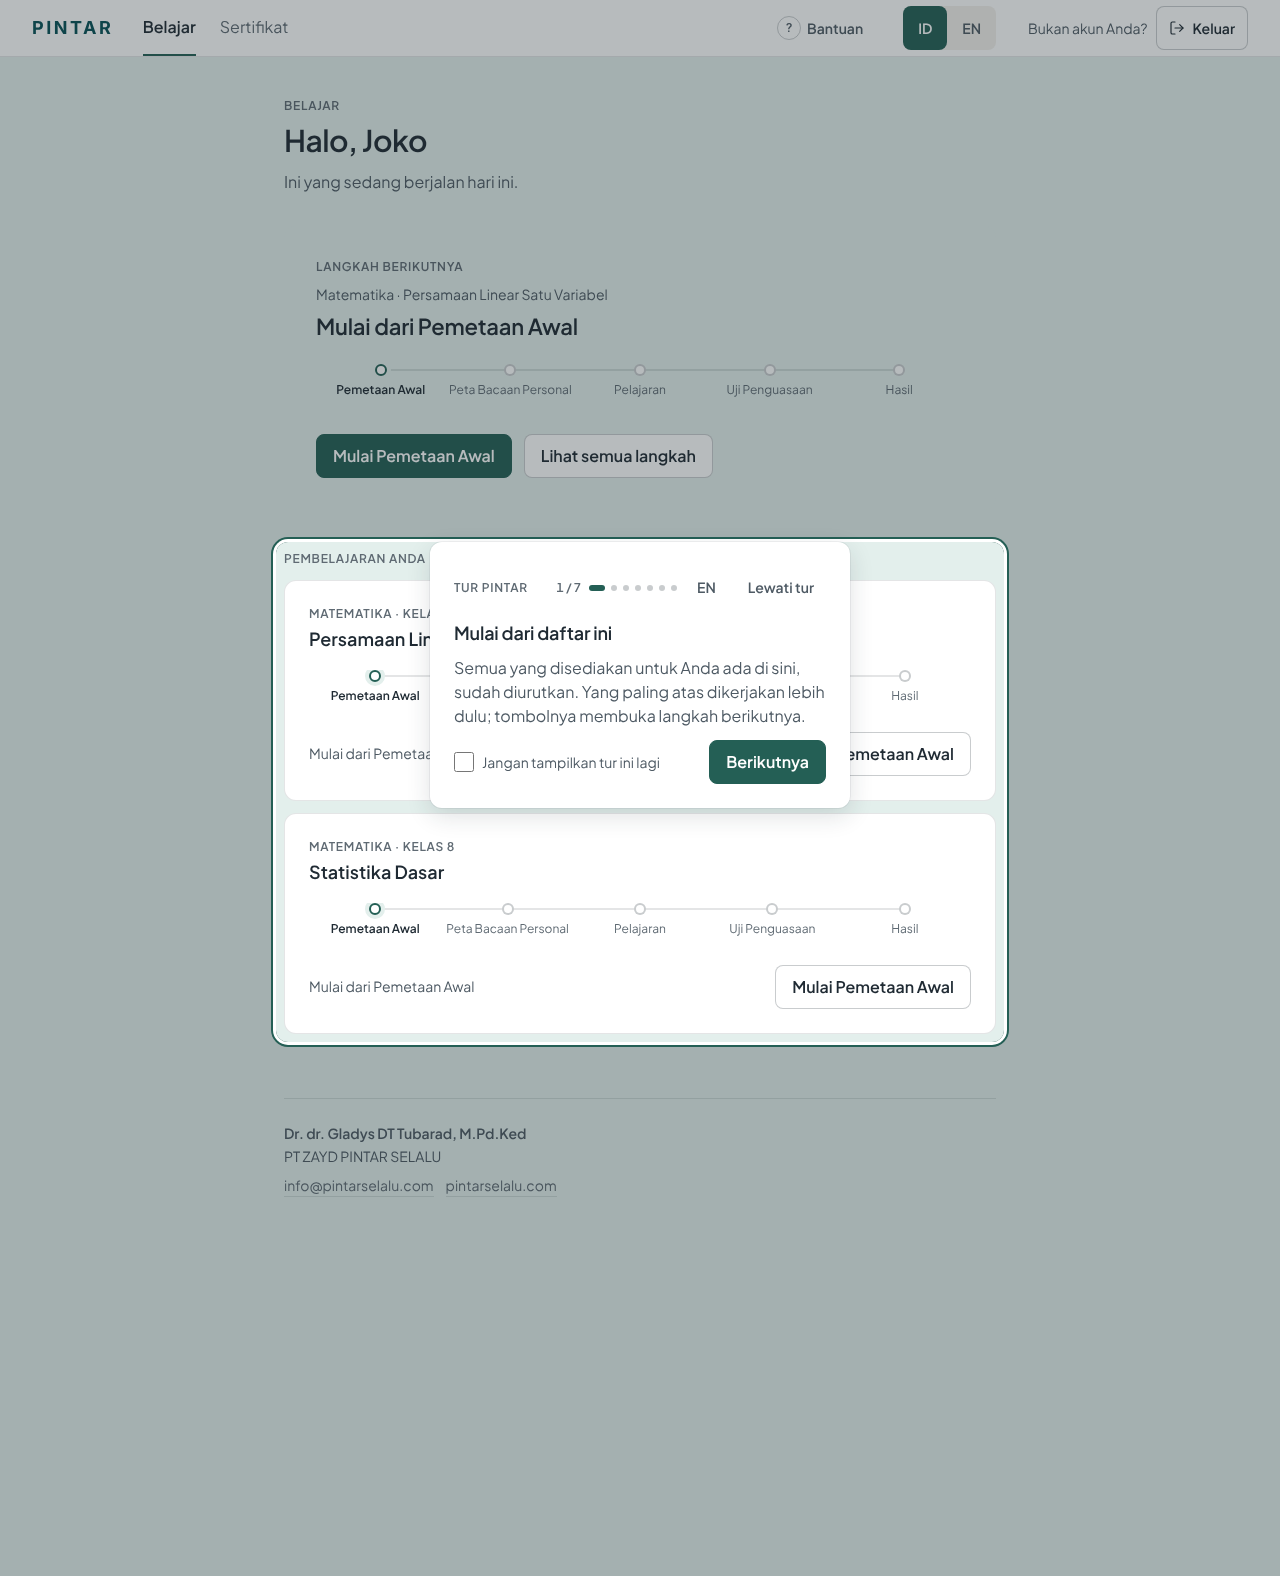 PINTAR
Belajar
Sertifikat
? Bantuan
ID
EN
Bukan akun Anda?
Keluar
BELAJAR
Halo, Joko
Ini yang sedang berjalan hari ini.
LANGKAH BERIKUTNYA
Matematika · Persamaan Linear Satu Variabel
Mulai dari Pemetaan Awal
Pemetaan Awal
Peta Bacaan Personal
Pelajaran
Uji Penguasaan
Hasil
Mulai Pemetaan Awal
Lihat semua langkah
PEMBELAJARAN ANDA
TUR PINTAR
1/7
EN
Lewati tur
Mulai dari daftar ini
Semua yang disediakan untuk Anda ada di sini,
sudah diurutkan. Yang paling atas dikerjakan lebih
dulu; tombolnya membuka langkah berikutnya.
Jangan tampilkan tur ini lagi
Berikutnya
MATEMATIKA ·
Persamaan
Pemetaan Awal
Hasil
Mulai dari
Awal
MATEMATIKA · KELAS 8
Statistika Dasar
Pemetaan Awal
Peta Bacaan Personal
Pelajaran
Uji Penguasaan
Hasil
Mulai dari Pemetaan Awal
Mulai Pemetaan Awal
Dr. dr. Gladys DT Tubarad, M.Pd.Ked
PT ZAYD PINTAR SELALU
info@pintarselalu.com
pintarselalu.com